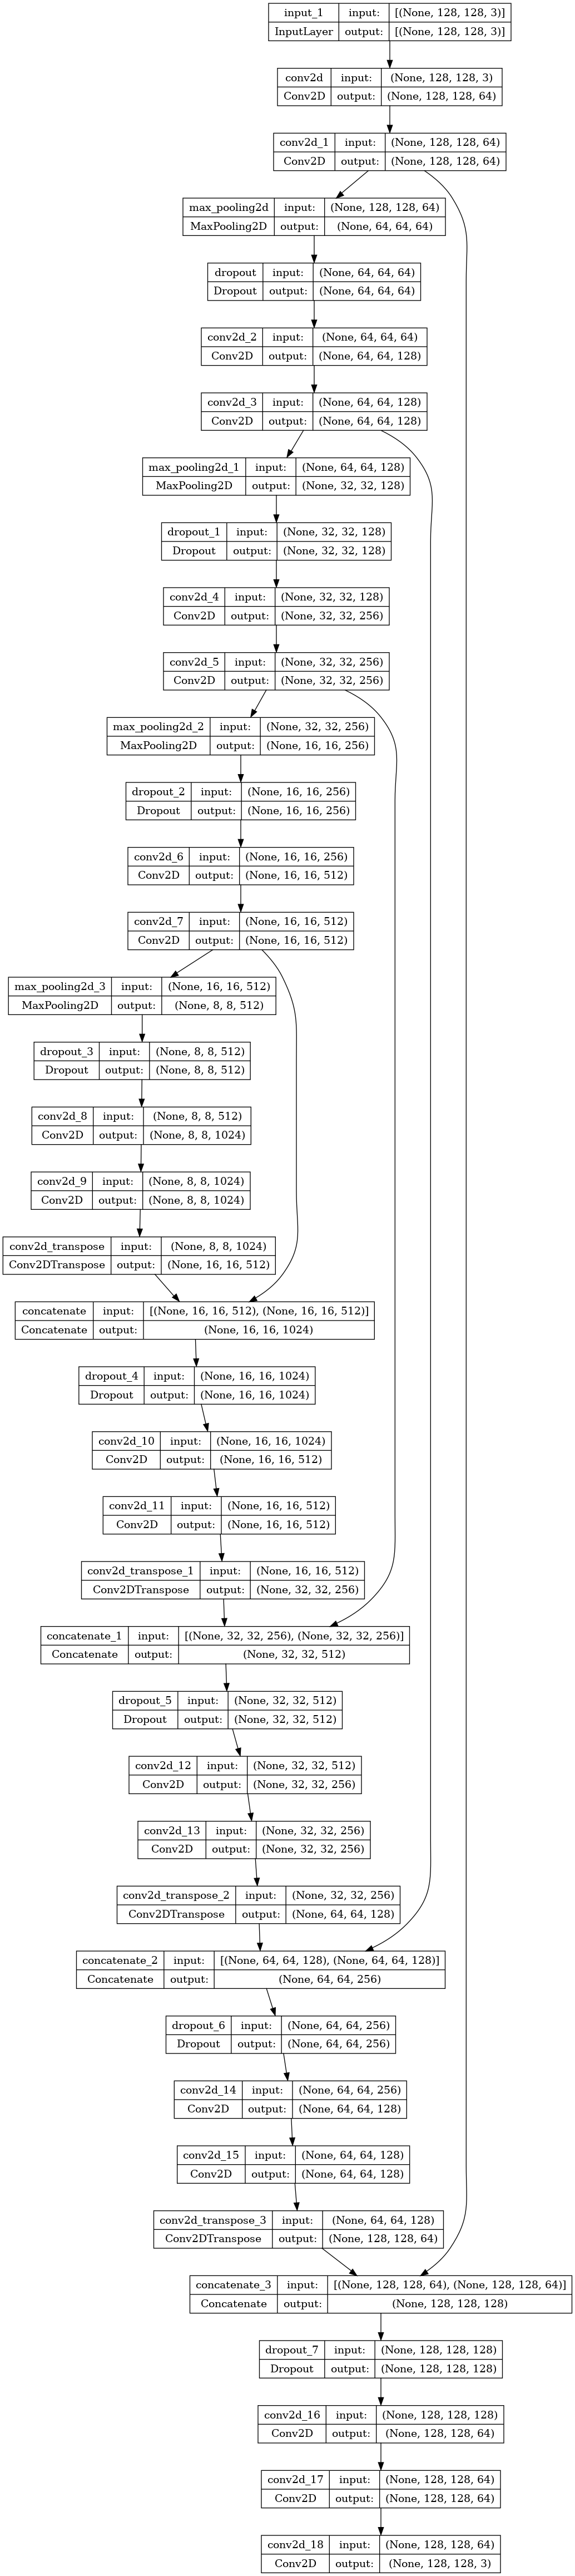 input_1 input: [(None, 128, 128, 3)]
InputLayer output: [(None, 128, 128, 3)]
conv2d input: (None, 128, 128, 3)
Conv2D output: (None, 128, 128, 64)
conv2d_1 input: (None, 128, 128, 64)
Conv2D output: (None, 128, 128, 64)
max_pooling2d input: (None, 128, 128, 64)
MaxPooling2D output: (None, 64, 64, 64)
dropout input: (None, 64, 64, 64)
Dropout output: (None, 64, 64, 64)
conv2d_2 input: (None, 64, 64, 64)
Conv2D output: (None, 64, 64, 128)
conv2d_3 input: (None, 64, 64, 128)
Conv2D output: (None, 64, 64, 128)
max_pooling2d_1 input: (None, 64, 64, 128)
MaxPooling2D output: (None, 32, 32, 128)
dropout_1 input: (None, 32, 32, 128)
Dropout output: (None, 32, 32, 128)
conv2d_4 input: (None, 32, 32, 128)
Conv2D output: (None, 32, 32, 256)
conv2d_5 input: (None, 32, 32, 256)
Conv2D output: (None, 32, 32, 256)
max_pooling2d_2 input: (None, 32, 32, 256)
MaxPooling2D output: (None, 16, 16, 256)
dropout_2 input: (None, 16, 16, 256)
Dropout output: (None, 16, 16, 256)
conv2d_6 input: (None, 16, 16, 256)
Conv2D output: (None, 16, 16, 512)
conv2d_7 input: (None, 16, 16, 512)
Conv2D output: (None, 16, 16, 512)
max_pooling2d_3 input: (None, 16, 16, 512)
MaxPooling2D output: (None, 8, 8, 512)
dropout_3 input: (None, 8, 8, 512)
Dropout output: (None, 8, 8, 512)
conv2d_8 input: (None, 8, 8, 512)
Conv2D output: (None, 8, 8, 1024)
conv2d_9 input: (None, 8, 8, 1024)
Conv2D output: (None, 8, 8, 1024)
conv2d_transpose input: (None, 8, 8, 1024)
Conv2DTranspose output: (None, 16, 16, 512)
concatenate input: [(None, 16, 16, 512), (None, 16, 16, 512)]
Concatenate output: (None, 16, 16, 1024)
dropout_4 input: (None, 16, 16, 1024)
Dropout output: (None, 16, 16, 1024)
conv2d_10 input: (None, 16, 16, 1024)
Conv2D output: (None, 16, 16, 512)
conv2d_11 input: (None, 16, 16, 512)
Conv2D output: (None, 16, 16, 512)
conv2d_transpose_1 input: (None, 16, 16, 512)
Conv2DTranspose output: (None, 32, 32, 256)
concatenate_1 input: [(None, 32, 32, 256), (None, 32, 32, 256)]
Concatenate output: (None, 32, 32, 512)
dropout_5 input: (None, 32, 32, 512)
Dropout output: (None, 32, 32, 512)
conv2d_12 input: (None, 32, 32, 512)
Conv2D output: (None, 32, 32, 256)
conv2d_13 input: (None, 32, 32, 256)
Conv2D output: (None, 32, 32, 256)
conv2d_transpose_2 input: (None, 32, 32, 256)
Conv2DTranspose output: (None, 64, 64, 128)
concatenate_2 input: [(None, 64, 64, 128), (None, 64, 64, 128)]
Concatenate output: (None, 64, 64, 256)
dropout_6 input: (None, 64, 64, 256)
Dropout output: (None, 64, 64, 256)
conv2d_14 input: (None, 64, 64, 256)
Conv2D output: (None, 64, 64, 128)
conv2d_15 input: (None, 64, 64, 128)
Conv2D output: (None, 64, 64, 128)
conv2d_transpose_3 input: (None, 64, 64, 128)
Conv2DTranspose output: (None, 128, 128, 64)
concatenate_3 input: [(None, 128, 128, 64), (None, 128, 128, 64)]
Concatenate output: (None, 128, 128, 128)
dropout_7 input: (None, 128, 128, 128)
Dropout output: (None, 128, 128, 128)
conv2d_16 input: (None, 128, 128, 128)
Conv2D output: (None, 128, 128, 64)
conv2d_17 input: (None, 128, 128, 64)
Conv2D output: (None, 128, 128, 64)
conv2d_18 input: (None, 128, 128, 64)
Conv2D output: (None, 128, 128, 3)